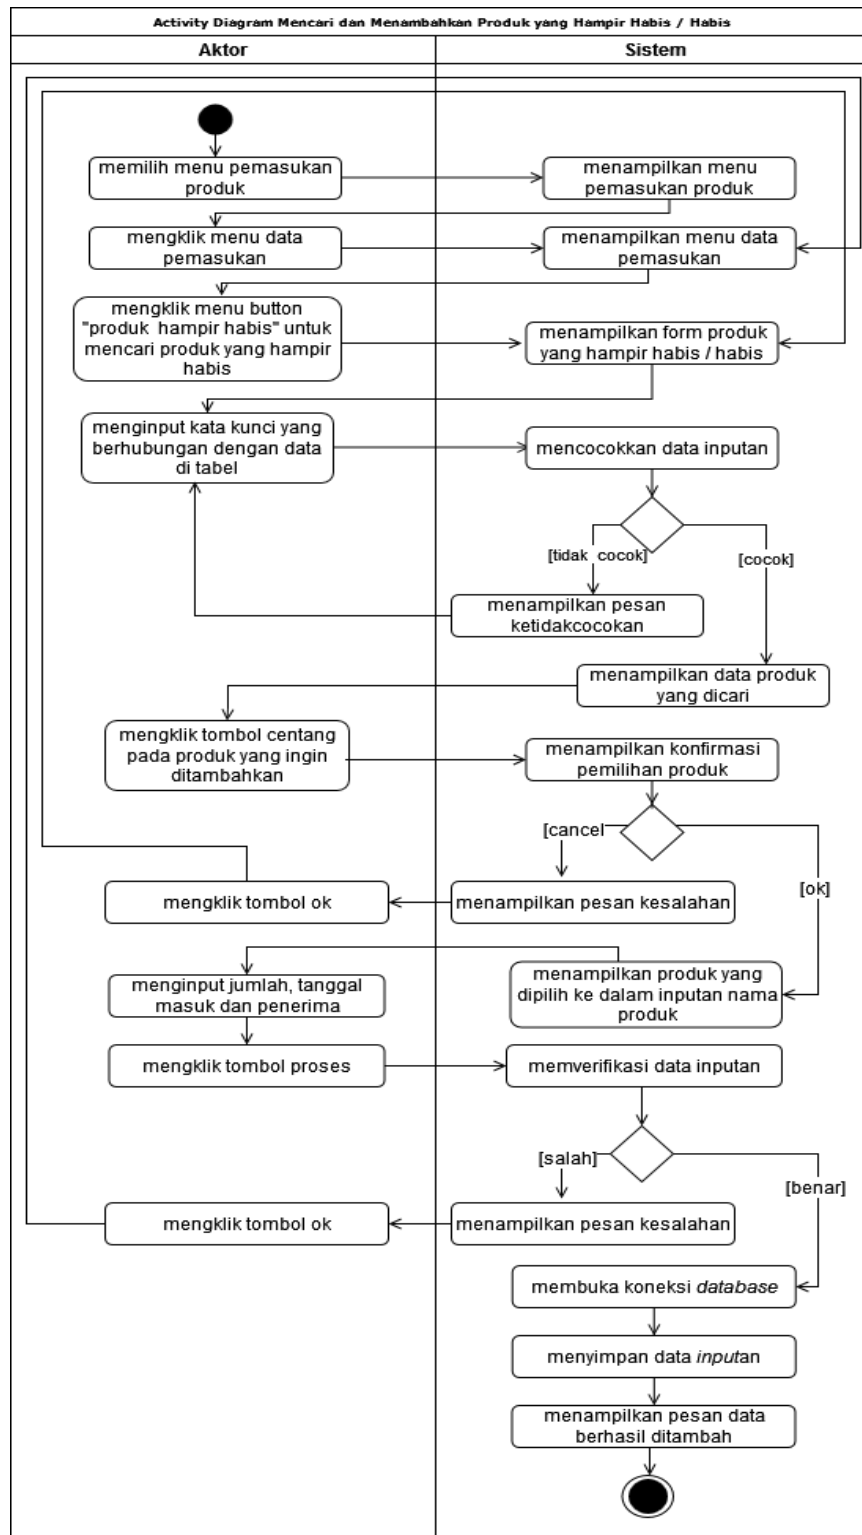 Activity Diagram Mencari dan Menambahkan Produk yang Hampir Habis / Habis
Aktor
Sistem
memilih menu pemasukan
produk
menampilkan menu
pemasukan produk
mengklik menu data
pemasukan
menampilkan menu data
pemasukan
mengklik menu button
"produk hampir habis" untuk
mencari produk yang hampir
habis
menampilkan form produk
yang hampir habis / habis
menginput kata kunci yang
berhubungan dengan data
di tabel
mencocokkan data inputan
[tidak cocok]
[cocok]
menampilkan pesan
ketidakcocokan
menampilkan data produk
yang dicari
mengklik tombol centang
pada produk yang ingin
ditambahkan
menampilkan konfirmasi
pemilihan produk
[cancel
[ok]
mengklik tombol ok
menampilkan pesan kesalahan
menampilkan produk yang
dipilih ke dalam inputan nama
produk
menginput jumlah, tanggal
masuk dan penerima
mengklik tombol proses
memverifikasi data inputan
[salah]
[benar]
mengklik tombol ok
menampilkan pesan kesalahan
membuka koneksi database
menyimpan data inputan
menampilkan pesan data
berhasil ditambah